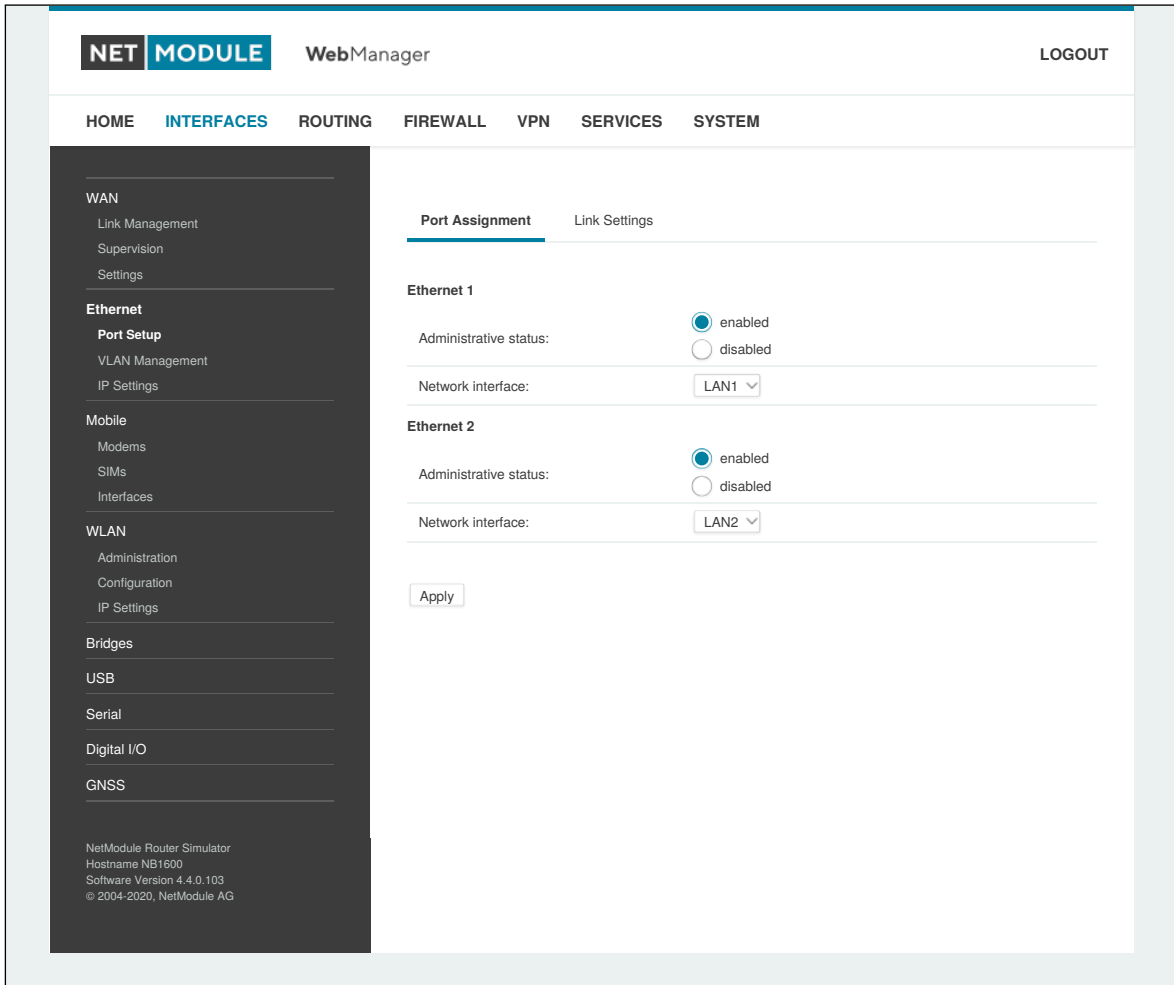 NET MODULE WebManager LOGOUT
HOME INTERFACES ROUTING FIREWALL VPN SERVICES SYSTEM
WAN
Link Management
Supervision
Settings
Ethernet
Port Setup
VLAN Management
IP Settings
Mobile
Modems
SIMs
Interfaces
WLAN
Administration
Configuration
IP Settings
Bridges
USB
Serial
Digital I/O
GNSS
NetModule Router Simulator
Hostname NB1600
Software Version 4.4.0.103
© 2004-2020, NetModule AG
Port Assignment Link Settings
Ethernet 1
Administrative status:
enabled
disabled
Network interface: LAN1
Ethernet 2
Administrative status:
enabled
disabled
Network interface: LAN2
Apply